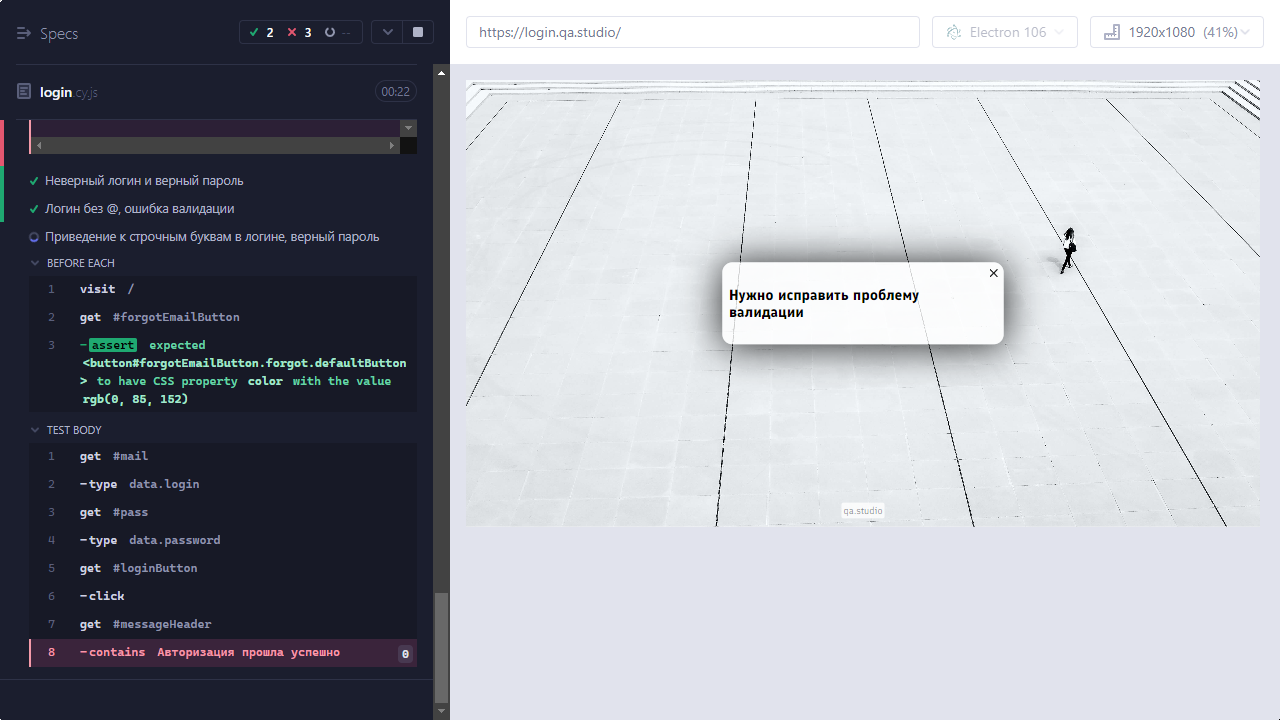 Specs
2
3
--
https://login.qa.studio/
Electron 106
1920x1080 (41%)
login cy.js
00:22
Неверный логин и верный пароль
Логин без @, ошибка валидации
Приведение к строчным буквам в логине, верный пароль
BEFORE EACH
1 visit /
2 get #forgotEmailButton
3 -assert expected
<button#forgotEmailButton.forgot.defaultButton
> to have CSS property color with the value
rgb(0, 85, 152)
TEST BODY
1 get #mail
2 -type data.login
3 get #pass
4 -type data.password
5 get #loginButton
6 -click
7 get #messageHeader
8 -contains Авторизация прошла успешно 0
Нужно исправить проблему
валидации
qa.studio